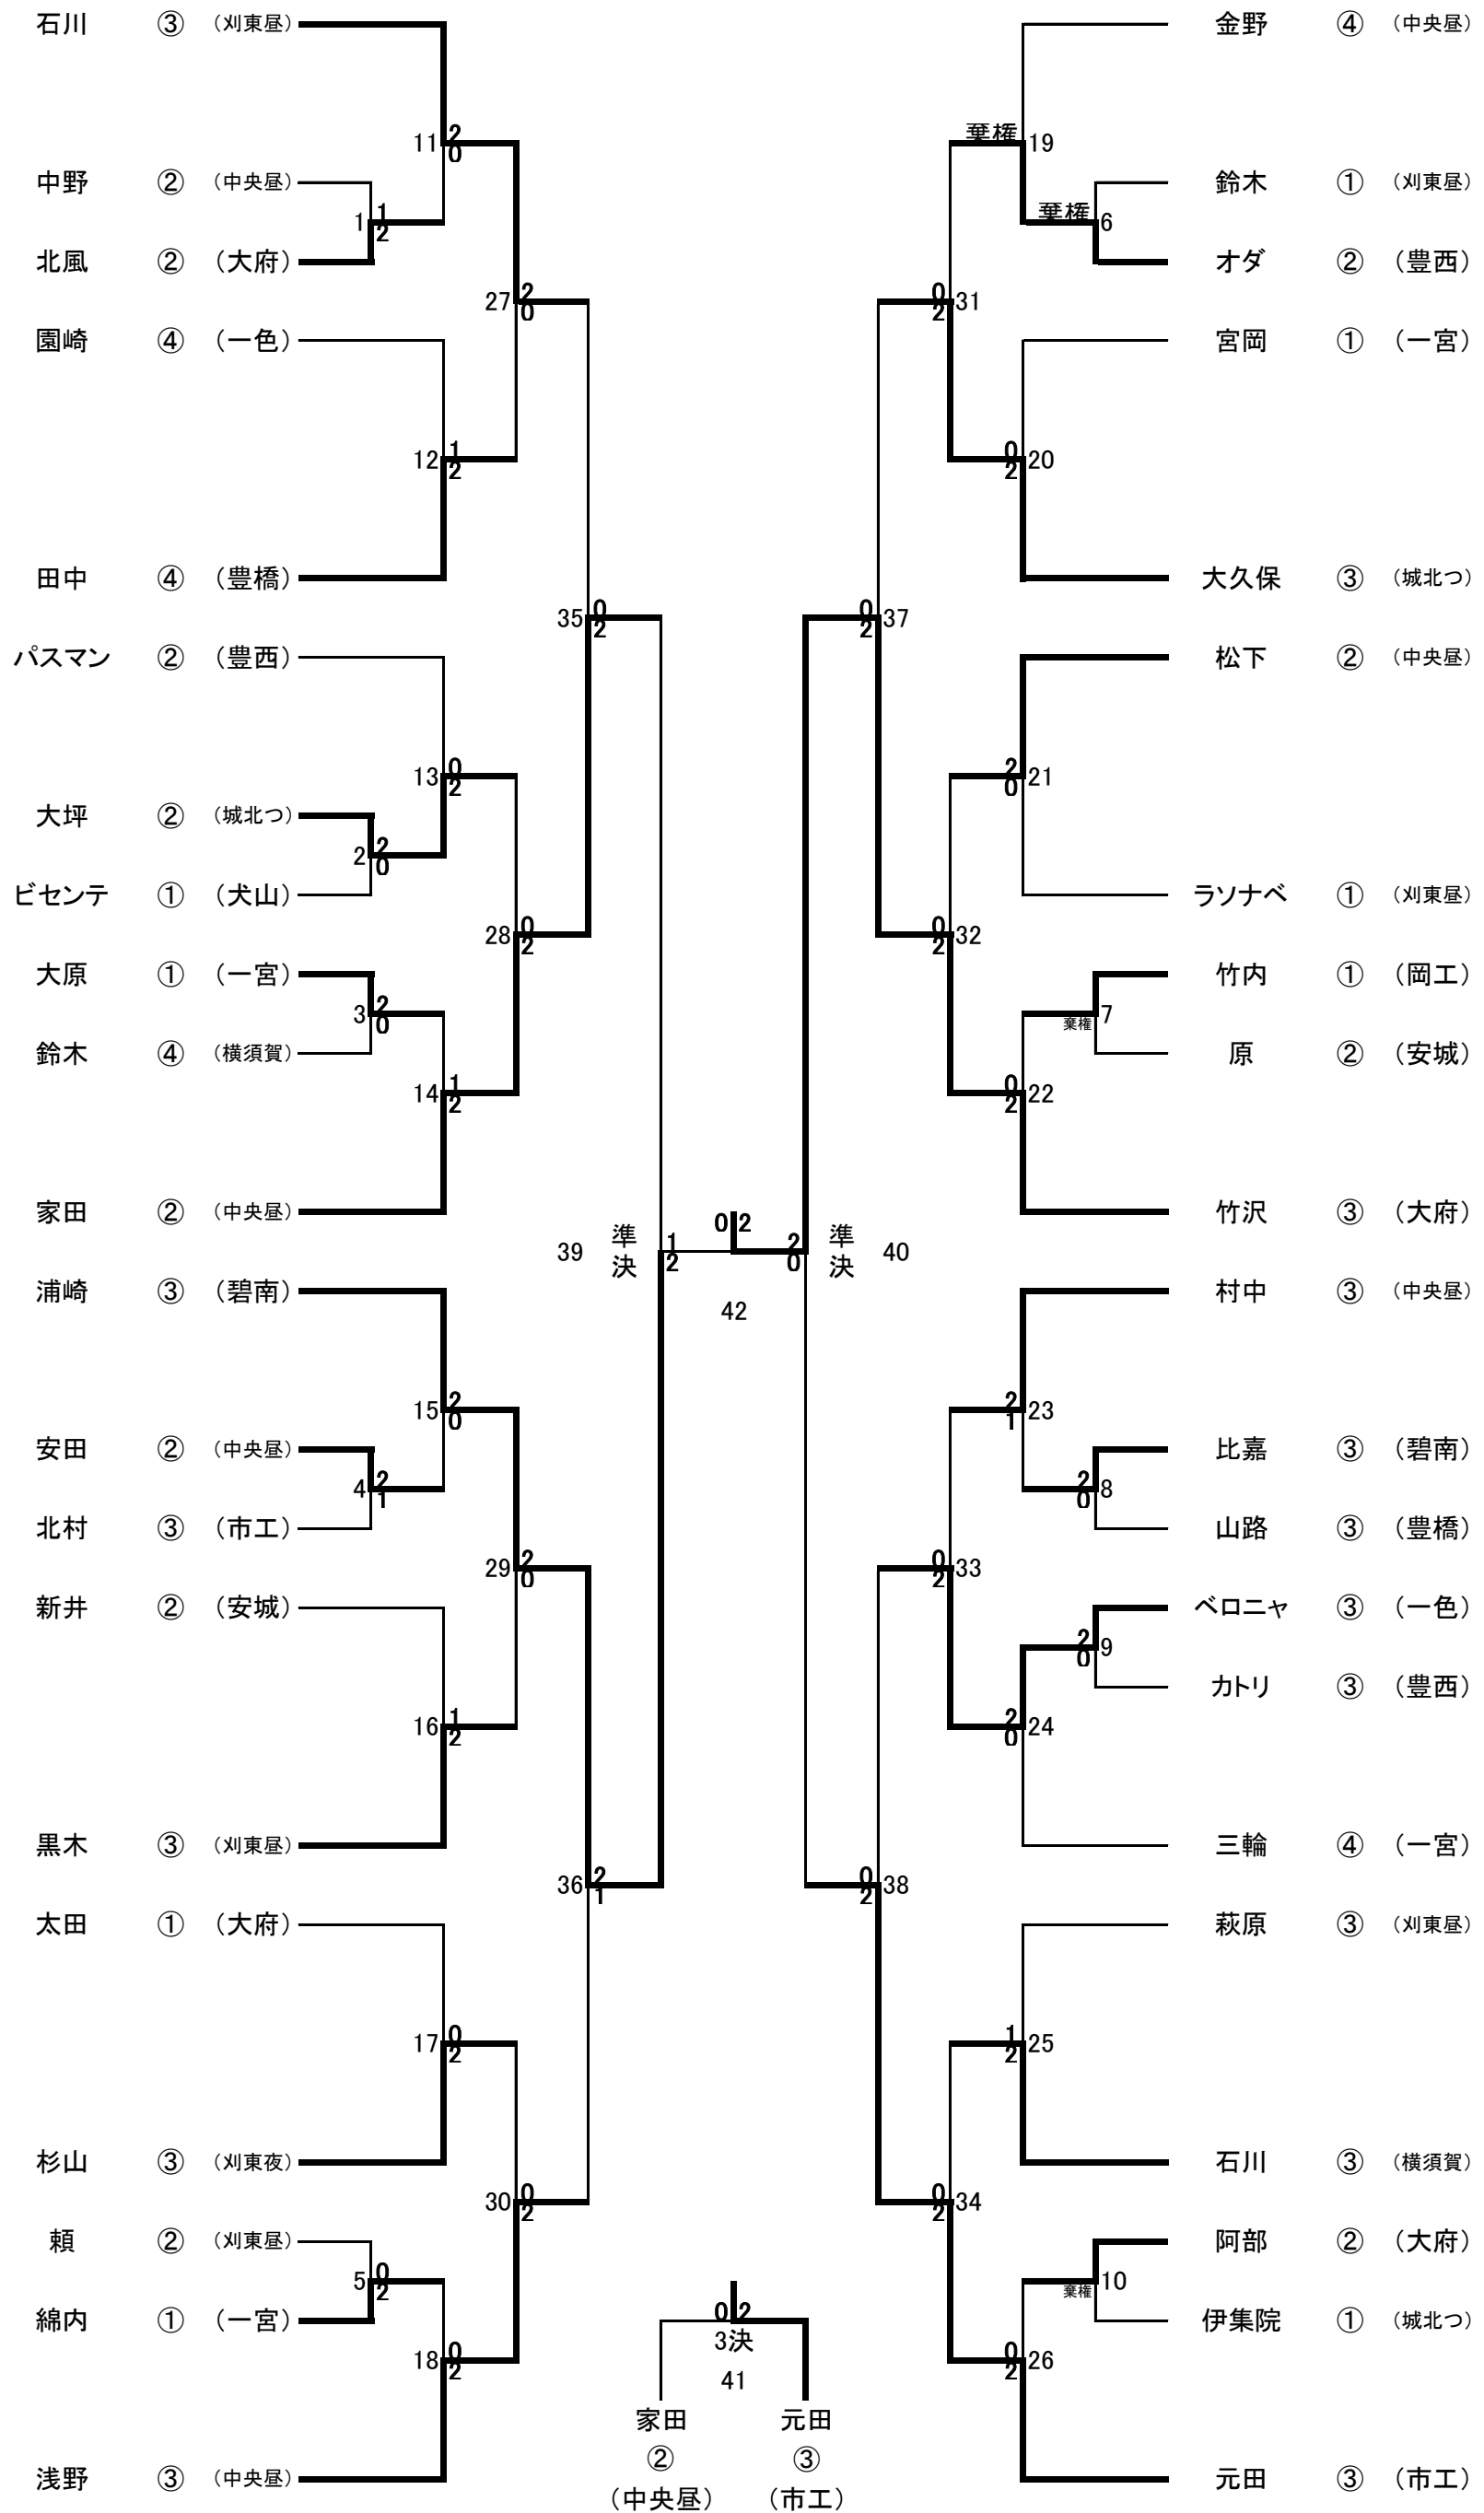 石川 ③ （刈東昼）
11 2 0
中野 ② （中央昼）
1 1 2
北風 ② （大府）
27 2 0
園崎 ④ （一色）
12 1 2
田中 ④ （豊橋）
35 0 2
パスマン ② （豊西）
13 0 2
大坪 ② （城北つ）
2 2 0
ビセンテ ① （犬山）
28 0 2
大原 ① （一宮）
3 2 0
鈴木 ④ （横須賀）
14 1 2
家田 ② （中央昼）
39 準決 1 2
浦崎 ③ （碧南）
15 2 0
安田 ② （中央昼）
4 2 1
北村 ③ （市工）
29 2 0
新井 ② （安城）
16 1 2
黒木 ③ （刈東昼）
36 2 1
太田 ① （大府）
17 0 2
杉山 ③ （刈東夜）
30 0 2
頼 ② （刈東昼）
5 0 2
綿内 ① （一宮）
18 0 2
浅野 ③ （中央昼）
0 2
42
金野 ④ （中央昼）
棄権 19
鈴木 ① （刈東昼）
棄権 6
オダ ② （豊西）
0 2 31
宮岡 ① （一宮）
0 2 20
大久保 ③ （城北つ）
0 2 37
松下 ② （中央昼）
2 0 21
ラソナベ ① （刈東昼）
0 2 32
竹内 ① （岡工）
棄権 7
原 ② （安城）
0 2 22
竹沢 ③ （大府）
2 0 準決 40
村中 ③ （中央昼）
2 1 23
比嘉 ③ （碧南）
2 0 8
山路 ③ （豊橋）
0 2 33
ベロニャ ③ （一色）
2 0 9
カトリ ③ （豊西）
2 0 24
三輪 ④ （一宮）
0 2 38
萩原 ③ （刈東昼）
1 2 25
石川 ③ （横須賀）
0 2 34
阿部 ② （大府）
棄権 10
伊集院 ① （城北つ）
0 2 26
元田 ③ （市工）
0 2
3決
41
家田 元田
② ③
（中央昼） （市工）